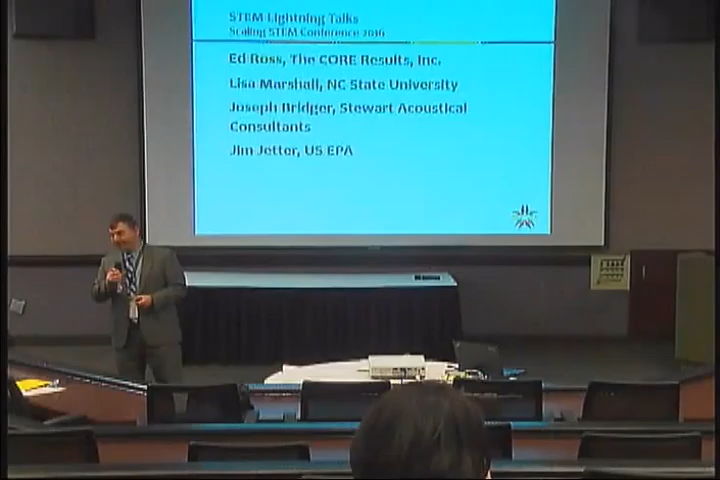 STEM Lightning Talks
Scaling STEM Conference 2016
Ed Ross, The CORE Results, Inc.
Lisa Marshall, NC State University
Joseph Bridger, Stewart Acoustical
Consultants
Jim Jetter, US EPA